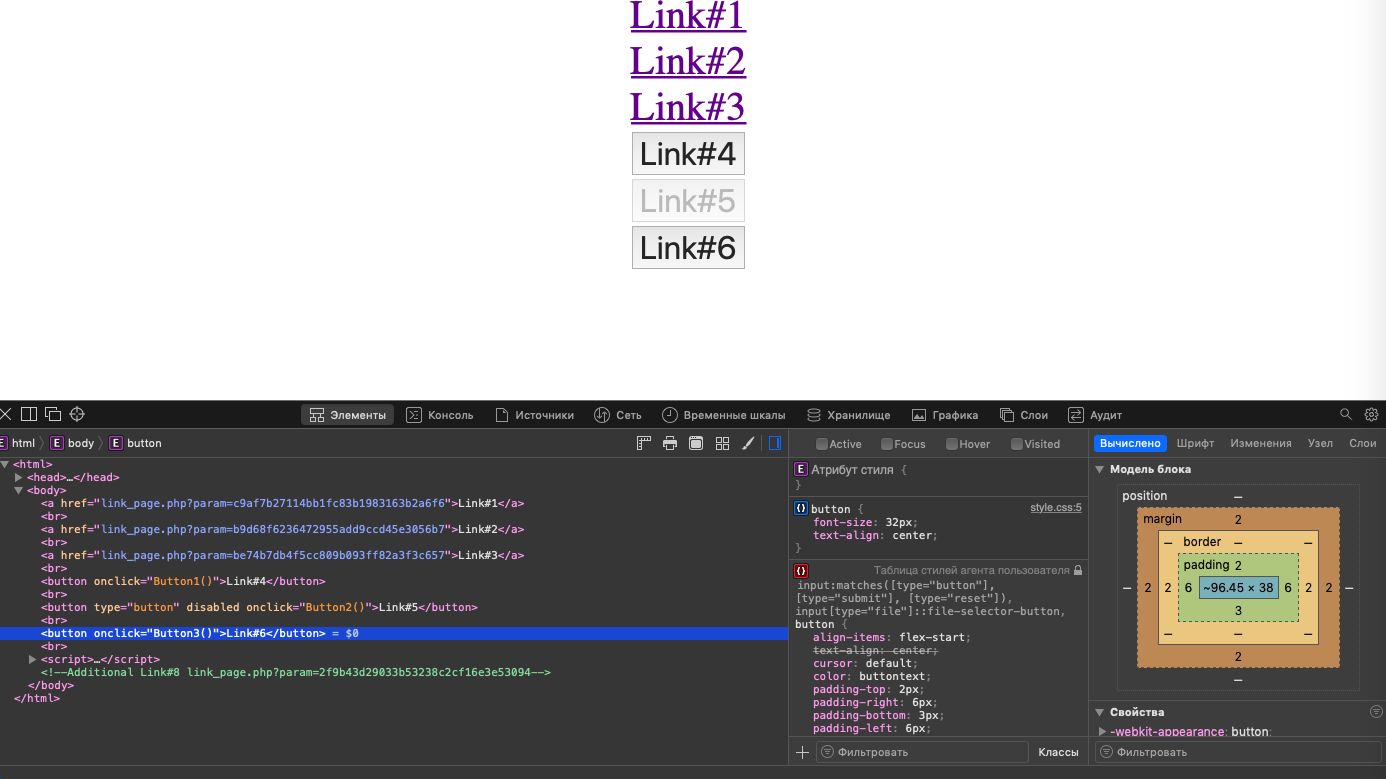 Link#1
Link#2
Link#3
Link#4
Link#5
Link#6
Элементы Консоль Источники Сеть Временные шкалы Хранилище Графика Слои Аудит
E html E body E button
<html>
<head>…</head>
<body>
<a href="link_page.php?param=c9af7b27114bb1fc83b1983163b2a6f6">Link#1</a>
<br>
<a href="link_page.php?param=b9d68f6236472955add9ccd45e3056b7">Link#2</a>
<br>
<a href="link_page.php?param=be74b7db4f5cc809b093ff82a3f3c657">Link#3</a>
<br>
<button onclick="Button1()">Link#4</button>
<br>
<button type="button" disabled onclick="Button2()">Link#5</button>
<br>
<button onclick="Button3()">Link#6</button> = $0
<br>
<script>…</script>
<!--Additional Link#8 link_page.php?param=2f9b43d29033b53238c2cf16e3e53094-->
</body>
</html>
Active Focus Hover Visited
E Атрибут стиля {
}
button { style.css:5
font-size: 32px;
text-align: center;
}
Таблица стилей агента пользователя
input:matches([type="button"],
[type="submit"], [type="reset"]),
input[type="file"]::file-selector-button,
button {
align-items: flex-start;
text-align: center;
cursor: default;
color: buttontext;
padding-top: 2px;
padding-right: 6px;
padding-bottom: 3px;
padding-left: 6px;
Фильтровать Классы
Вычислено Шрифт Изменения Узел Слои
Модель блока
position –
margin 2
– border – –
padding 2
– 2 2 6 ~96.45 × 38 6 2 2 –
3
– – –
2
–
Свойства
-webkit-appearance: button;
Фильтровать